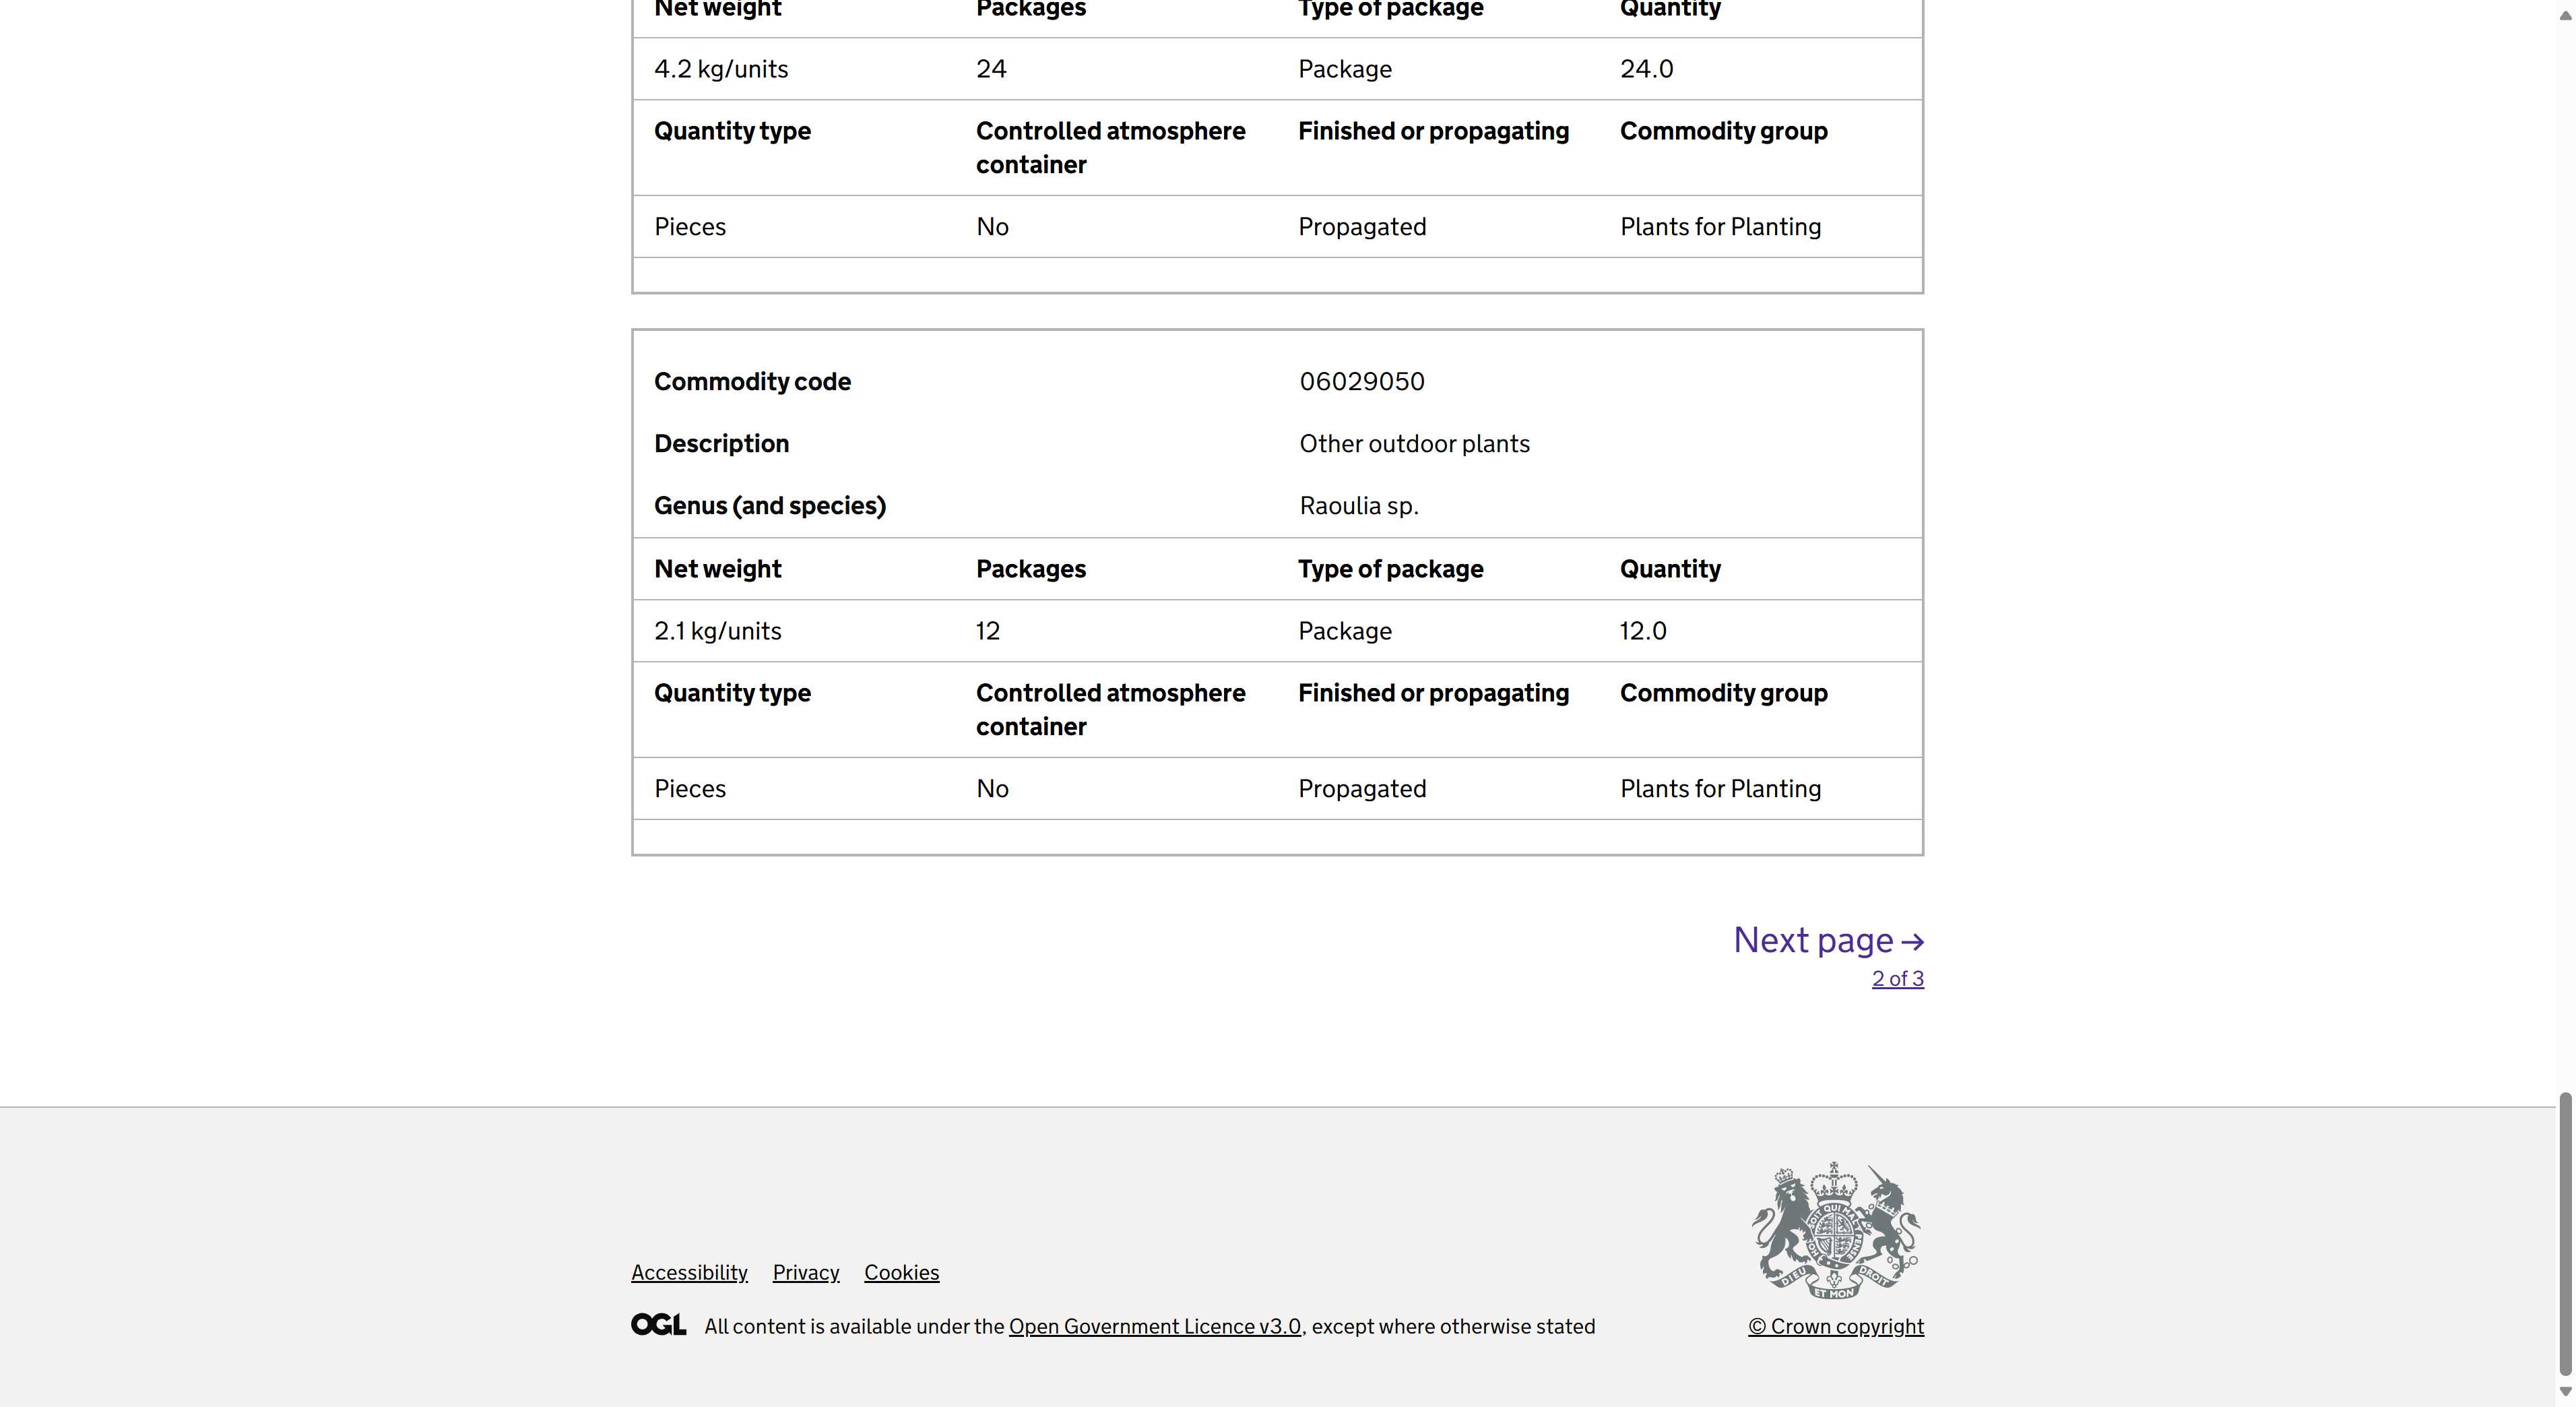 Net weight Packages Type of package Quantity
4.2 kg/units 24 Package 24.0
Quantity type Controlled atmosphere container Finished or propagating Commodity group
Pieces No Propagated Plants for Planting
Commodity code 06029050
Description Other outdoor plants
Genus (and species) Raoulia sp.
Net weight Packages Type of package Quantity
2.1 kg/units 12 Package 12.0
Quantity type Controlled atmosphere container Finished or propagating Commodity group
Pieces No Propagated Plants for Planting
Next page →
2 of 3
Accessibility Privacy Cookies
OGL All content is available under the Open Government Licence v3.0, except where otherwise stated
DIEU ET MON DROIT
© Crown copyright